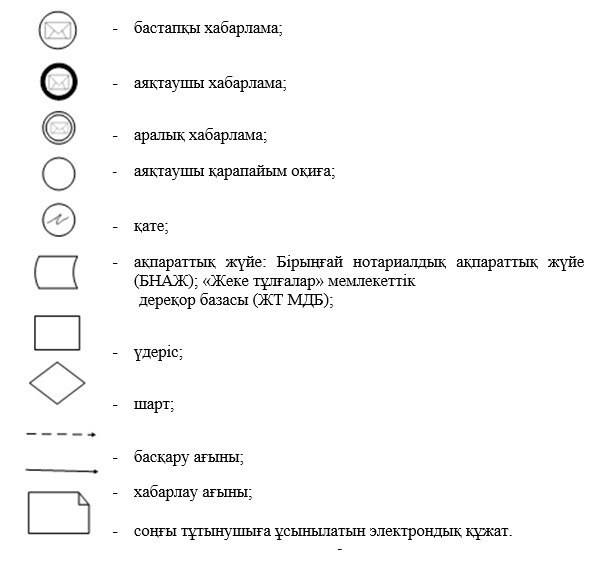 - бастапқы хабарлама;
- аяқтаушы хабарлама;
- аралық хабарлама;
- аяқтаушы қарапайым оқиға;
- қате;
- ақпараттық жүйе: Бірыңғай нотариалдық ақпараттық жүйе
(БНАЖ); «Жеке тұлғалар» мемлекеттік
дереқор базасы (ЖТ МДБ);
- үдеріс;
- шарт;
- басқару ағыны;
- хабарлау ағыны;
- соңғы тұтынушыға ұсынылатын электрондық құжат.
-